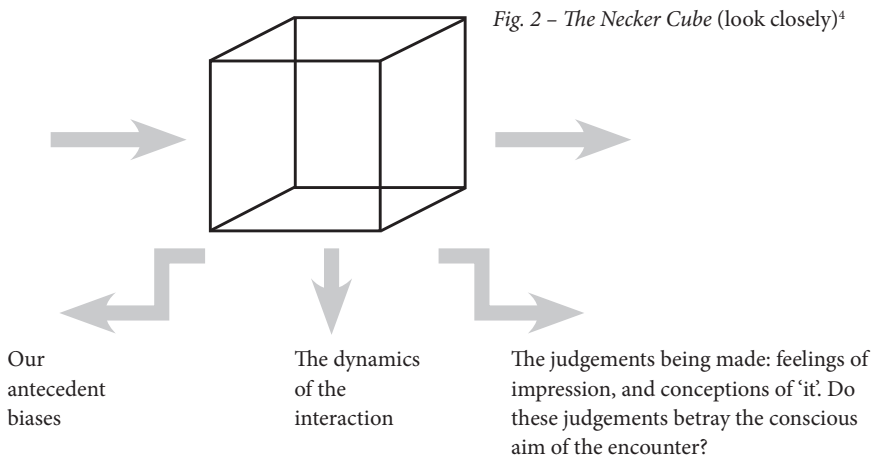 Fig. 2 – The Necker Cube (look closely)⁴
Our
antecedent
biases
The dynamics
of the
interaction
The judgements being made: feelings of
impression, and conceptions of ‘it’. Do
these judgements betray the conscious
aim of the encounter?